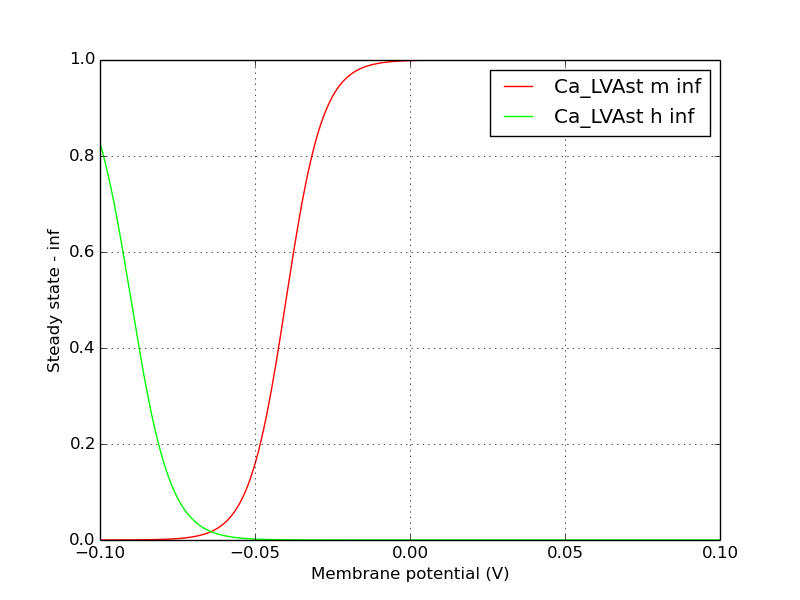 1.0
0.8
0.6
0.4
0.2
0.0
Steady state - inf
Ca_LVAst m inf
Ca_LVAst h inf
−0.10 −0.05 0.00 0.05 0.10
Membrane potential (V)